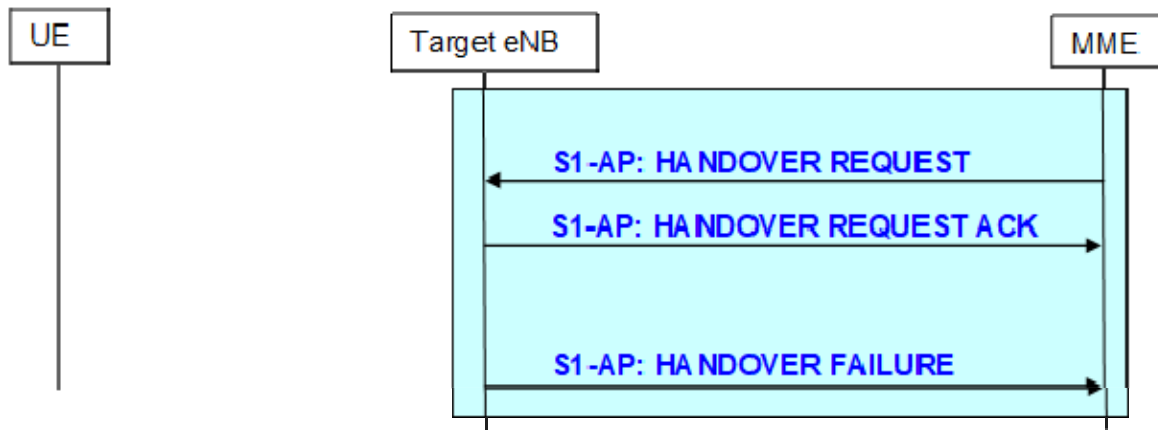 UE
Target eNB
MME
S1-AP: HANDOVER REQUEST
S1-AP: HANDOVER REQUEST ACK
S1-AP: HANDOVER FAILURE